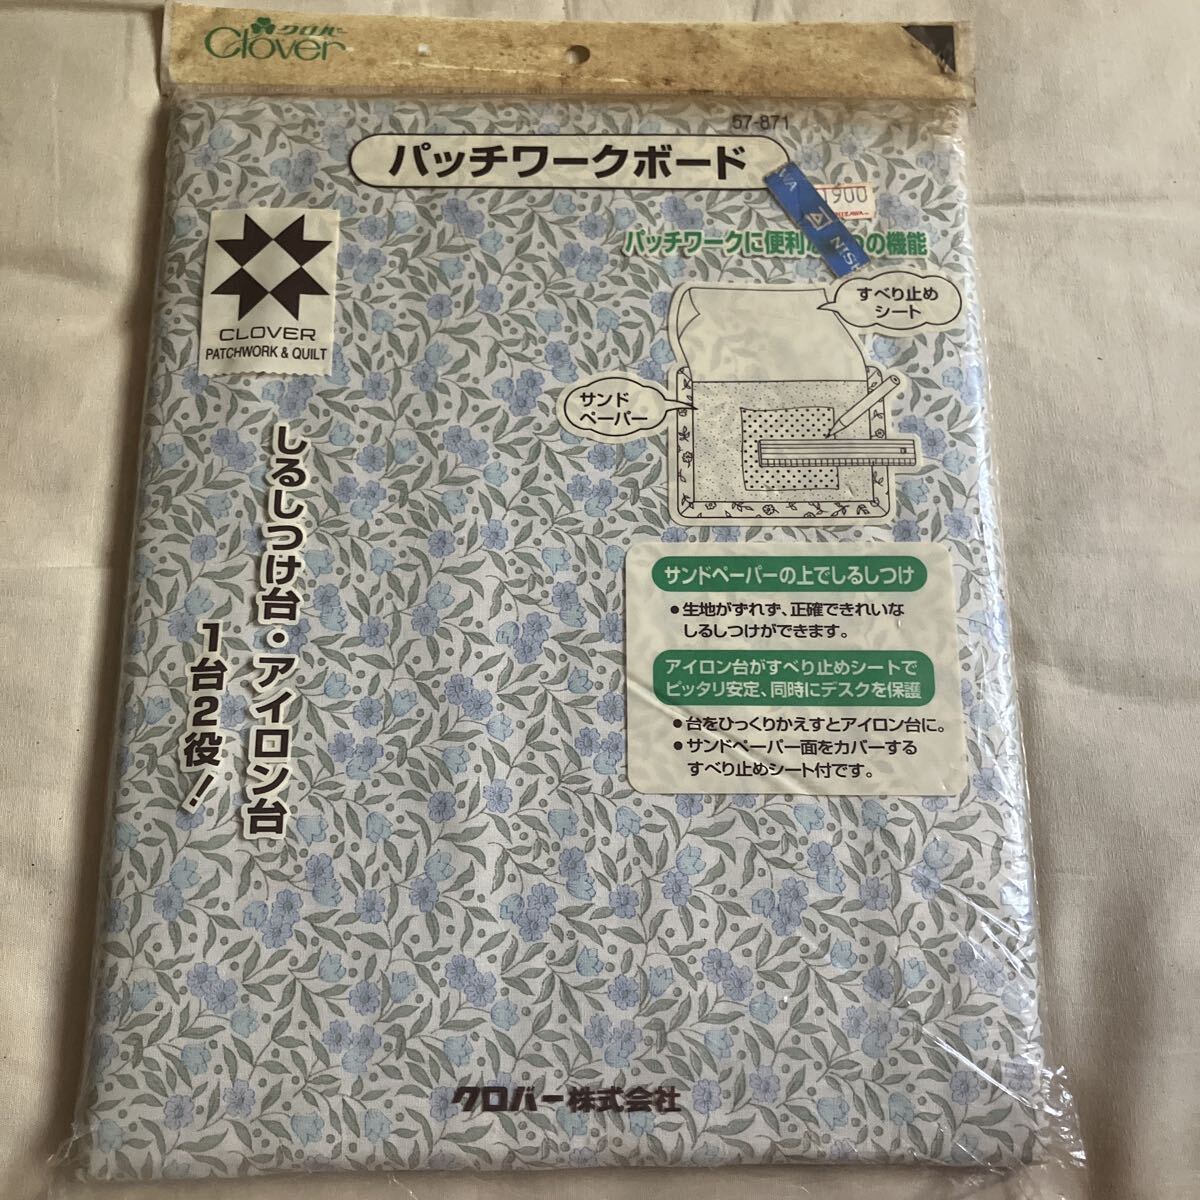 クロバー
Clover
57-871
パッチワークボード
900
NISH
パッチワークに便利
の機能
CLOVER
PATCHWORK & QUILT
すべり止め
シート
サンド
ペーパー
しるしつけ台・アイロン台
1台2役!
サンドペーパーの上でしるしつけ
●生地がずれず、正確できれいな
しるしつけができます。
アイロン台がすべり止めシートで
ピッタリ安定、同時にデスクを保護
●台をひっくりかえすとアイロン台に。
●サンドペーパー面をカバーする
すべり止めシート付です。
クロバー株式会社